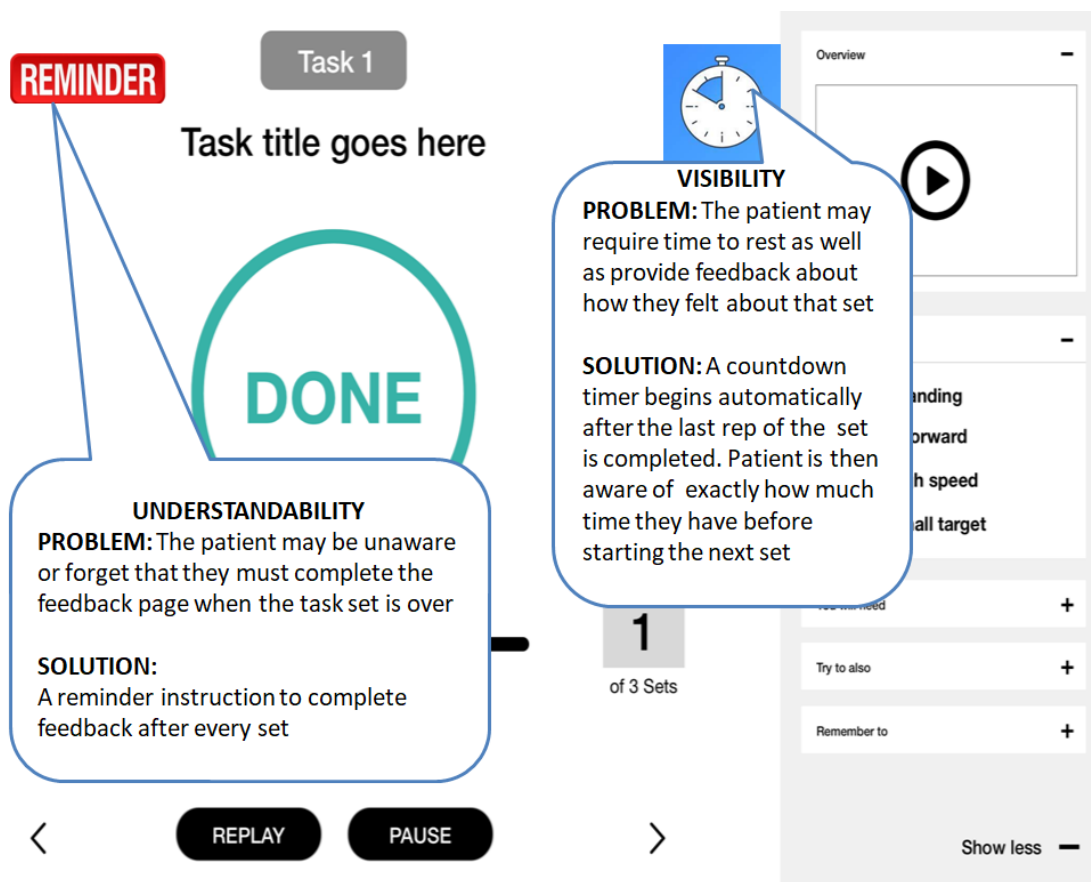 REMINDER
Task 1
Task title goes here
DONE
UNDERSTANDABILITY
PROBLEM: The patient may be unaware
or forget that they must complete the
feedback page when the task set is over
SOLUTION:
A reminder instruction to complete
feedback after every set
VISIBILITY
PROBLEM: The patient may
require time to rest as well
as provide feedback about
how they felt about that set
SOLUTION: A countdown
timer begins automatically
after the last rep of the set
is completed. Patient is then
aware of exactly how much
time they have before
starting the next set
1
of 3 Sets
REPLAY
PAUSE
Overview
speed
target
need
Try to also
Remember to
Show less